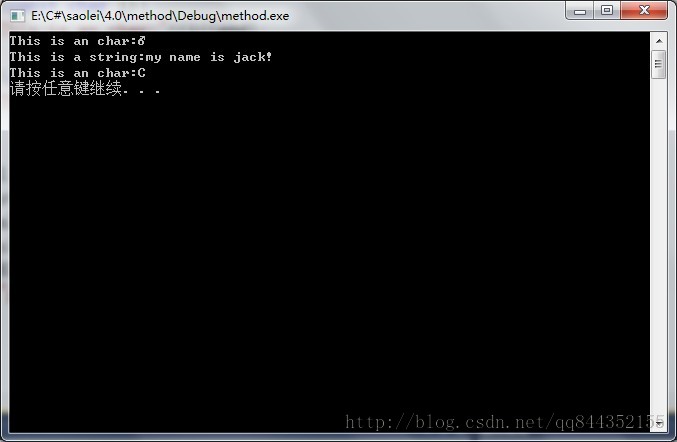 E:\C#\saolei\4.0\method\Debug\method.exe
This is an char:♂
This is a string:my name is jack!
This is an char:C
请按任意键继续. . .
http://blog.csdn.net/qq844352155